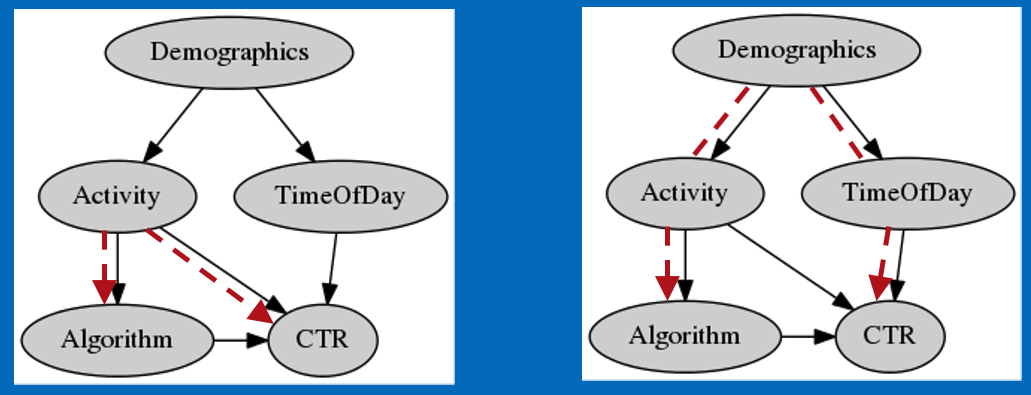 Demographics
Activity
TimeOfDay
Algorithm
CTR
Demographics
Activity
TimeOfDay
Algorithm
CTR